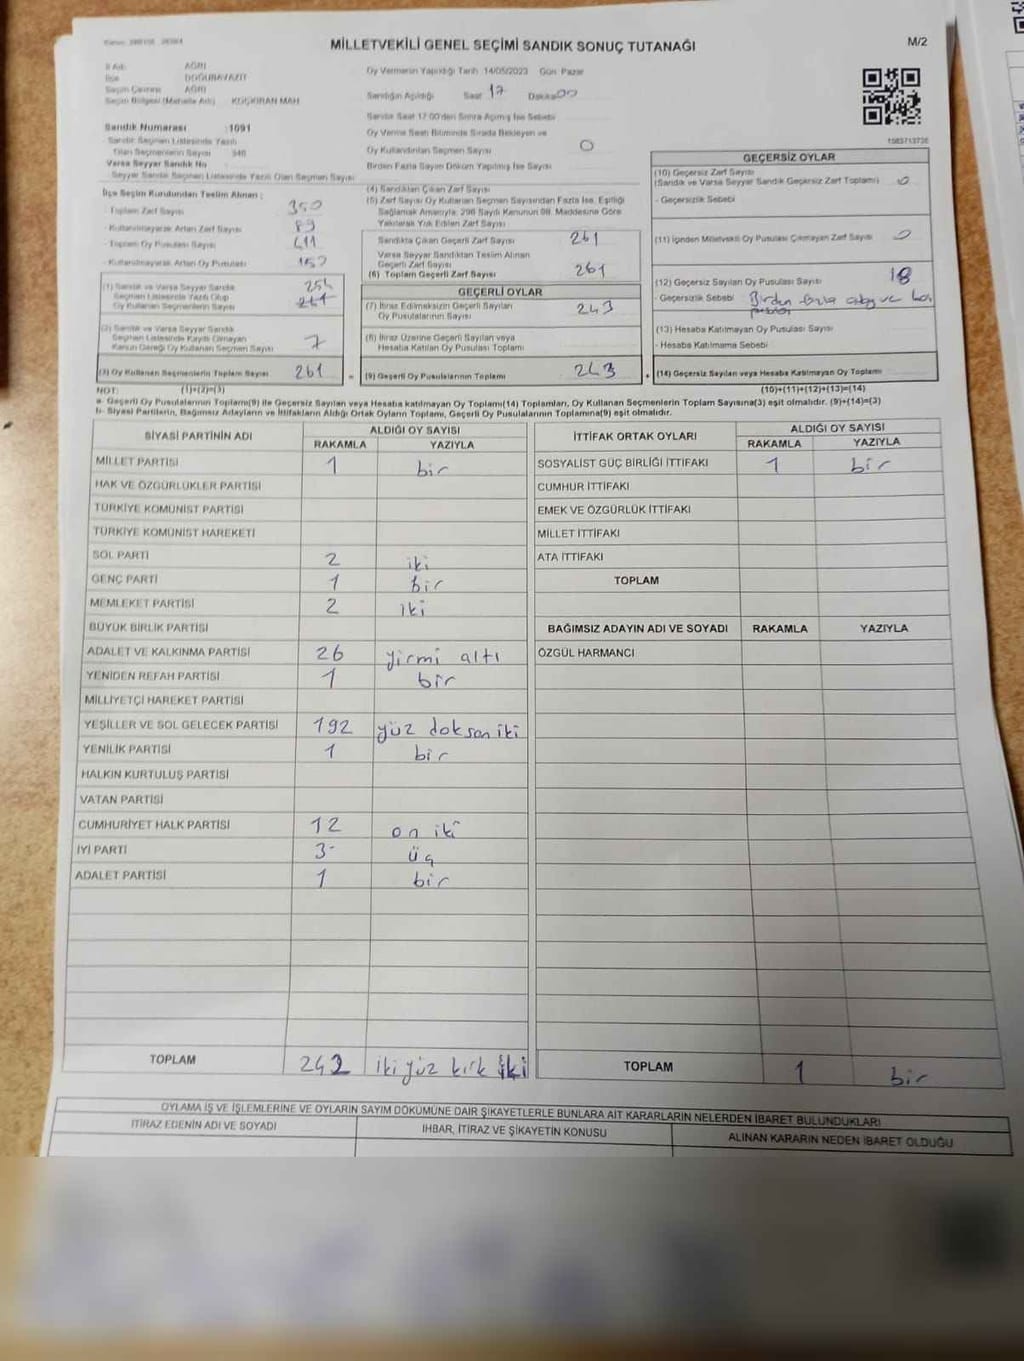 MİLLETVEKİLİ GENEL SEÇİMİ SANDIK SONUÇ TUTANAĞI
M/2
İl Adı: AĞRI
İlçe DOĞUBAYAZIT
Seçim Çevresi AĞRI
Seçim Bölgesi (Mahalle Adı) KOÇKIRAN MAH
Oy Vermenin Yapıldığı Tarih 14/05/2023 Gün Pazar
Sandığın Açıldığı Saat 17 Dakika 00
Sandık Saat 17:00'den Sonra Açılmış İse Sebebi
Oy Verme Saati Bitiminde Sırada Bekleyen ve
Oy Kullandırılan Seçmen Sayısı 0
Birden Fazla Sayım Döküm Yapılmış İse Sayısı
Sandık Numarası :1091
Sandık Seçmen Listesinde Yazılı
Olan Seçmenlerin Sayısı 340
Varsa Seyyar Sandık No
Seyyar Sandık Seçmen Listesinde Yazılı Olan Seçmen Sayısı
İlçe Seçim Kurulundan Teslim Alınan ;
- Toplam Zarf Sayısı 350
- Kullanılmayarak Artan Zarf Sayısı 89
- Toplam Oy Pusulası Sayısı 411
- Kullanılmayarak Artan Oy Pusulası
(1) Sandık ve Varsa Seyyar Sandık 254
Seçmen Listesinde Yazılı Olup
Oy Kullanan Seçmenlerin Sayısı
(2) Sandık ve Varsa Seyyar Sandık
Seçmen Listesinde Kayıtlı Olmayan
Kanun Gereği Oy Kullanan Seçmen Sayısı 7
(3) Oy Kullanan Seçmenlerin Toplam Sayısı 261
(4) Sandıktan Çıkan Zarf Sayısı
(5) Zarf Sayısı Oy Kullanan Seçmen Sayısından Fazla İse, Eşitliği
Sağlamak Amacıyla, 298 Sayılı Kanunun 98. Maddesine Göre
Yakılarak Yok Edilen Zarf Sayısı
Sandıkta Çıkan Geçerli Zarf Sayısı 261
Varsa Seyyar Sandıktan Teslim Alınan
Geçerli Zarf Sayısı
(6) Toplam Geçerli Zarf Sayısı 261
GEÇERLİ OYLAR
(7) İtiraz Edilmeksizin Geçerli Sayılan
Oy Pusulalarının Sayısı 243
(8) İtiraz Üzerine Geçerli Sayılan veya
Hesaba Katılan Oy Pusulası Toplamı
(9) Geçerli Oy Pusulalarının Toplamı 243
1583713736
GEÇERSİZ OYLAR
(10) Geçersiz Zarf Sayısı
(Sandık ve Varsa Seyyar Sandık Geçersiz Zarf Toplamı) 0
- Geçersizlik Sebebi
(11) İçinden Milletvekili Oy Pusulası Çıkmayan Zarf Sayısı 0
(12) Geçersiz Sayılan Oy Pusulası Sayısı 18
- Geçersizlik Sebebi Birden fazla
(13) Hesaba Katılmayan Oy Pusulası Sayısı
- Hesaba Katılmama Sebebi
(14) Geçersiz Sayılan veya Hesaba Katılmayan Oy Toplamı
NOT: (1)+(2)=(3) (10)+(11)+(12)+(13)=(14)
a- Geçerli Oy Pusulalarının Toplamı(9) ile Geçersiz Sayılan veya Hesaba katılmayan Oy Toplamı(14) Toplamları, Oy Kullanan Seçmenlerin Toplam Sayısına(3) eşit olmalıdır. (9)+(14)=(3)
b- Siyasi Partilerin, Bağımsız Adayların ve İttifakların Aldığı Ortak Oyların Toplamı, Geçerli Oy Pusulalarının Toplamına(9) eşit olmalıdır.
SİYASİ PARTİNİN ADI ALDIĞI OY SAYISI
RAKAMLA YAZIYLA
MİLLET PARTİSİ 1 bir
HAK VE ÖZGÜRLÜKLER PARTİSİ
TÜRKİYE KOMÜNİST PARTİSİ
TÜRKİYE KOMÜNİST HAREKETİ
SOL PARTİ 2 iki
GENÇ PARTİ 1 bir
MEMLEKET PARTİSİ 2 iki
BÜYÜK BİRLİK PARTİSİ
ADALET VE KALKINMA PARTİSİ 26 yirmi altı
YENİDEN REFAH PARTİSİ 1 bir
MİLLİYETÇİ HAREKET PARTİSİ
YEŞİLLER VE SOL GELECEK PARTİSİ 192 yüz doksan iki
YENİLİK PARTİSİ 1 bir
HALKIN KURTULUŞ PARTİSİ
VATAN PARTİSİ
CUMHURİYET HALK PARTİSİ 12 on iki
İYİ PARTİ 3 üç
ADALET PARTİSİ 1 bir
TOPLAM 242 iki yüz kırk iki
İTTİFAK ORTAK OYLARI ALDIĞI OY SAYISI
RAKAMLA YAZIYLA
SOSYALİST GÜÇ BİRLİĞİ İTTİFAKI 1 bir
CUMHUR İTTİFAKI
EMEK VE ÖZGÜRLÜK İTTİFAKI
MİLLET İTTİFAKI
ATA İTTİFAKI
TOPLAM
BAĞIMSIZ ADAYIN ADI VE SOYADI RAKAMLA YAZIYLA
ÖZGÜL HARMANCI
TOPLAM 1 bir
OYLAMA İŞ VE İŞLEMLERİNE VE OYLARIN SAYIM DÖKÜMÜNE DAİR ŞİKAYETLERLE BUNLARA AİT KARARLARIN NELERDEN İBARET BULUNDUKLARI
İTİRAZ EDENİN ADI VE SOYADI
İHBAR, İTİRAZ VE ŞİKAYETİN KONUSU
ALINAN KARARIN NEDEN İBARET OLDUĞU